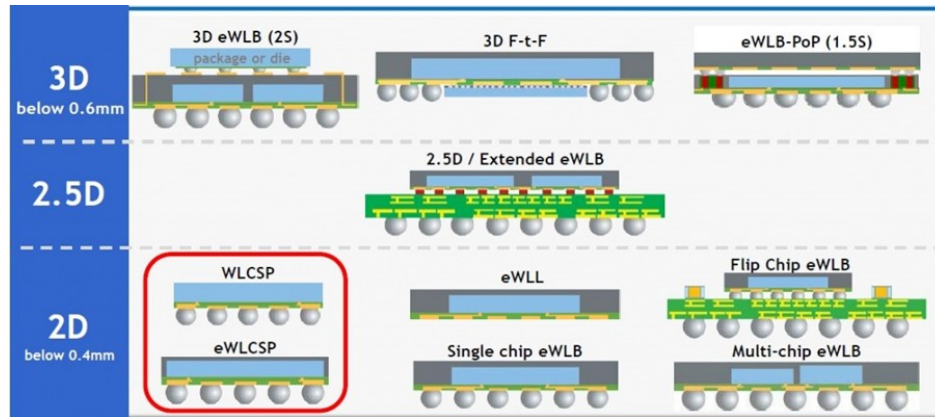 3D
below 0.6mm
3D eWLB (2S)
package or die
3D F-t-F
eWLB-PoP (1.5S)
2.5D
2.5D / Extended eWLB
2D
below 0.4mm
WLCSP
eWLL
Flip Chip eWLB
eWLCSP
Single chip eWLB
Multi-chip eWLB